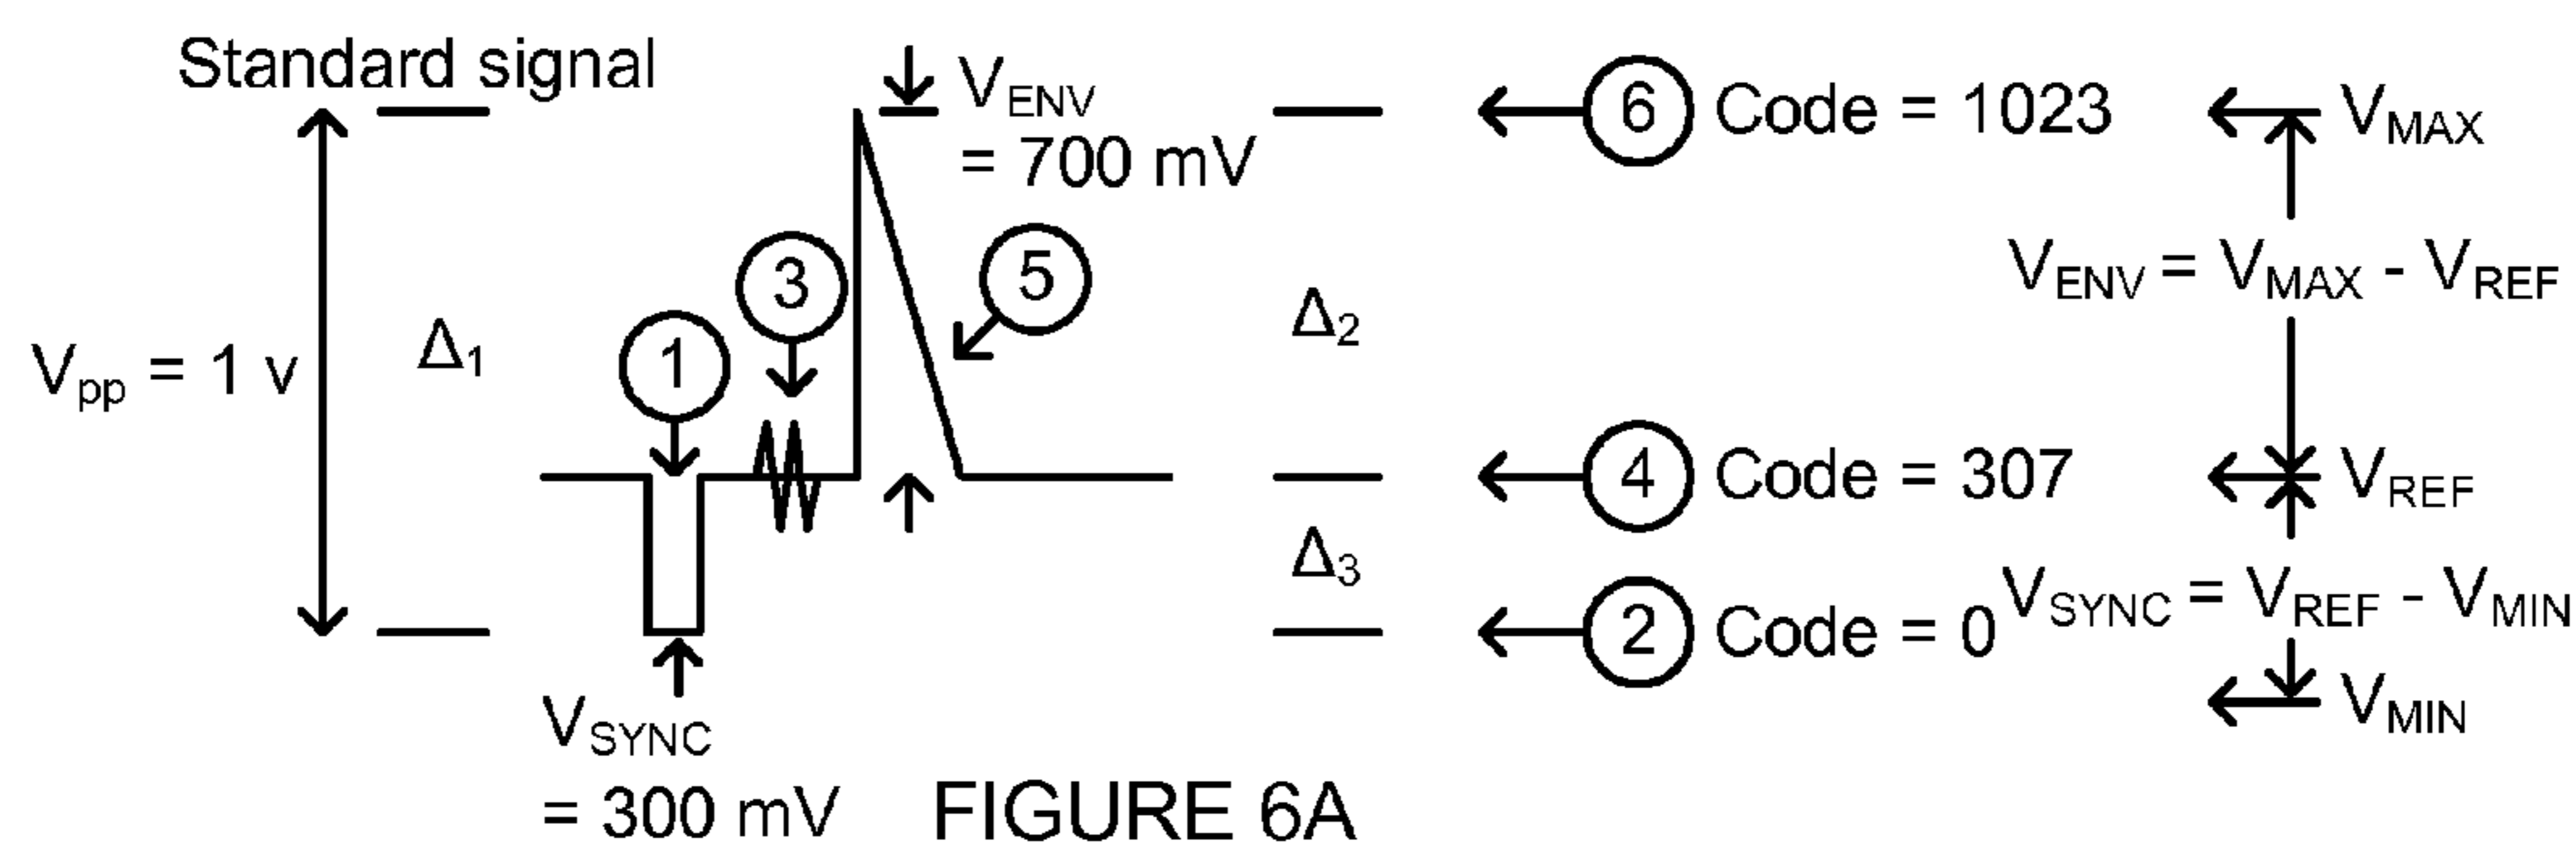 Standard signal
V_ENV
= 700 mV
6 Code = 1023
V_MAX
V_ENV = V_MAX - V_REF
3
5
Δ₂
V_pp = 1 v
Δ₁
1
4 Code = 307
V_REF
Δ₃
2 Code = 0
V_SYNC = V_REF - V_MIN
V_MIN
V_SYNC
= 300 mV
FIGURE 6A